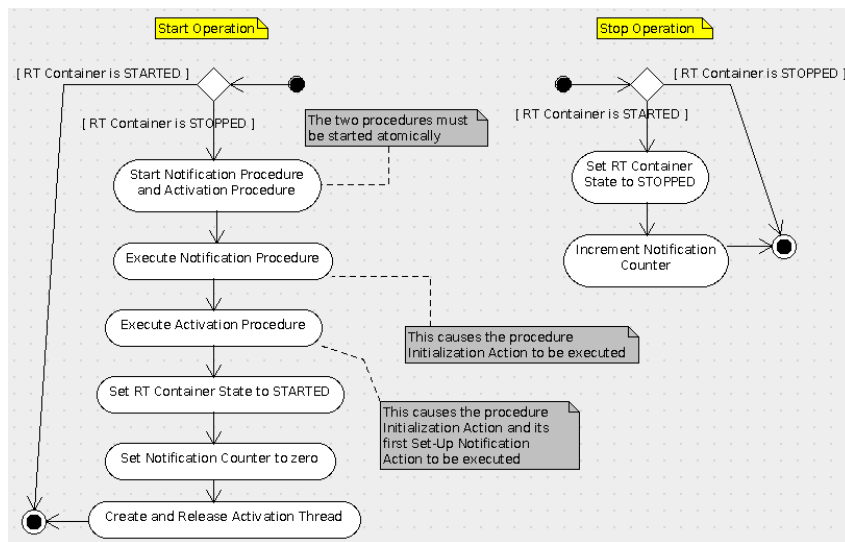 Start Operation
[ RT Container is STARTED ]
[ RT Container is STOPPED ]
The two procedures must
be started atomically
Start Notification Procedure
and Activation Procedure
Execute Notification Procedure
This causes the procedure
Initialization Action to be executed
Execute Activation Procedure
This causes the procedure
Initialization Action and its
first Set-Up Notification
Action to be executed
Set RT Container State to STARTED
Set Notification Counter to zero
Create and Release Activation Thread
Stop Operation
[ RT Container is STOPPED ]
[ RT Container is STARTED ]
Set RT Container
State to STOPPED
Increment Notification
Counter